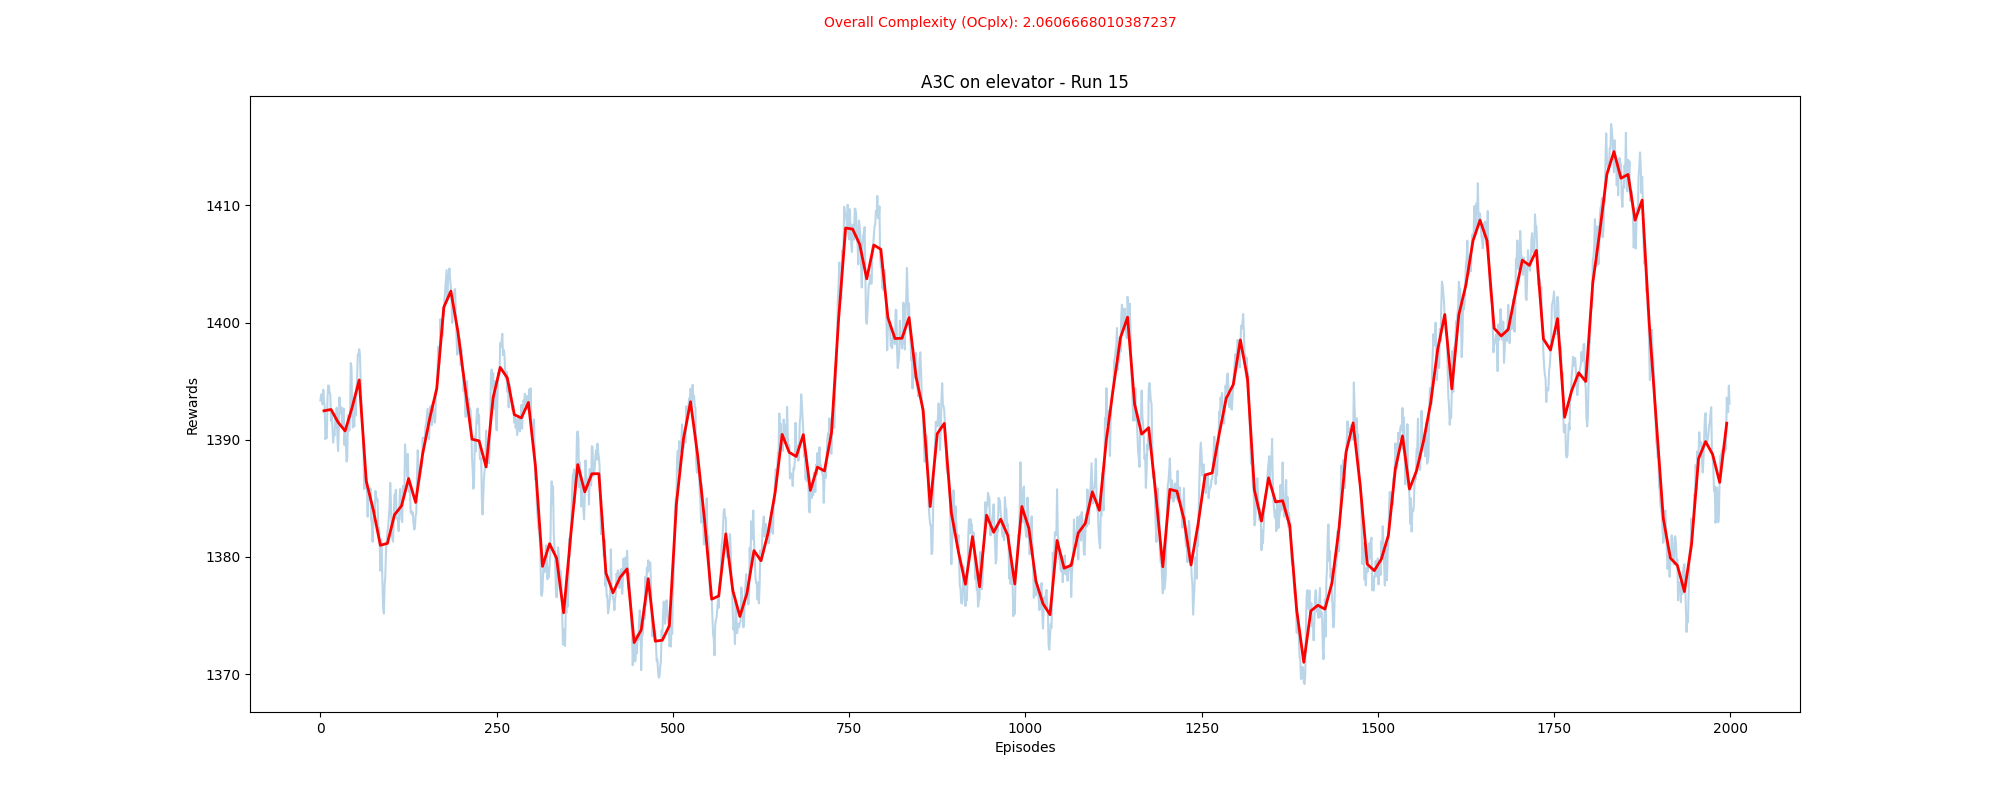 Overall Complexity (OCplx): 2.0606668010387237
A3C on elevator - Run 15
1410
1400
1390
1380
1370
Rewards
0 250 500 750 1000 1250 1500 1750 2000
Episodes